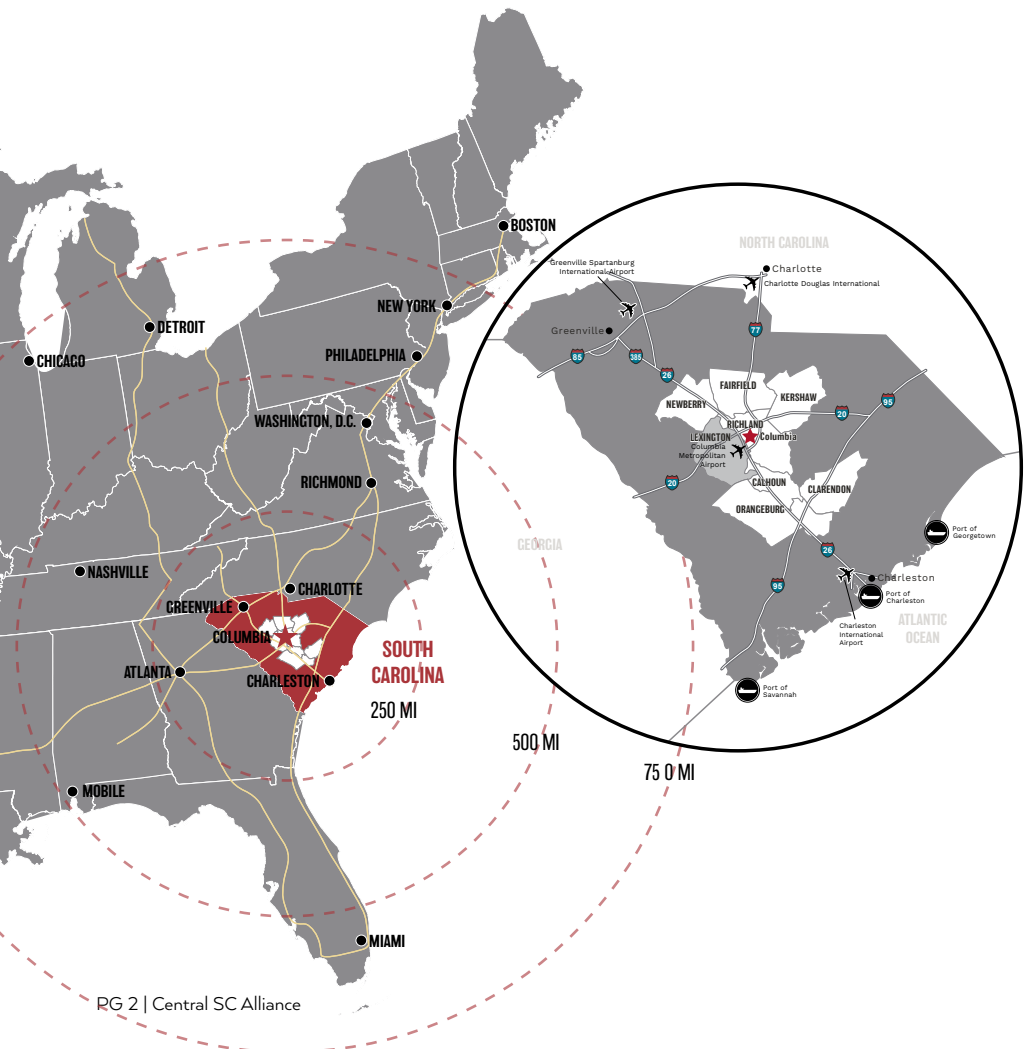 BOSTON
NEW YORK
DETROIT
PHILADELPHIA
CHICAGO
WASHINGTON, D.C.
RICHMOND
NASHVILLE
CHARLOTTE
GREENVILLE
COLUMBIA
ATLANTA
CHARLESTON
SOUTH
CAROLINA
250 MI
500 MI
75 0 MI
MOBILE
MIAMI
GEORGIA
NORTH CAROLINA
Greenville Spartanburg
International Airport
Charlotte
Charlotte Douglas International
Greenville
77
85
385
26
FAIRFIELD
KERSHAW
NEWBERRY
95
20
RICHLAND
LEXINGTON
Columbia
Columbia
Metropolitan
Airport
20
CALHOUN
CLARENDON
ORANGEBURG
Port of
Georgetown
26
Charleston
95
Port of
Charleston
Charleston
International
Airport
ATLANTIC
OCEAN
Port of
Savannah
PG 2 | Central SC Alliance